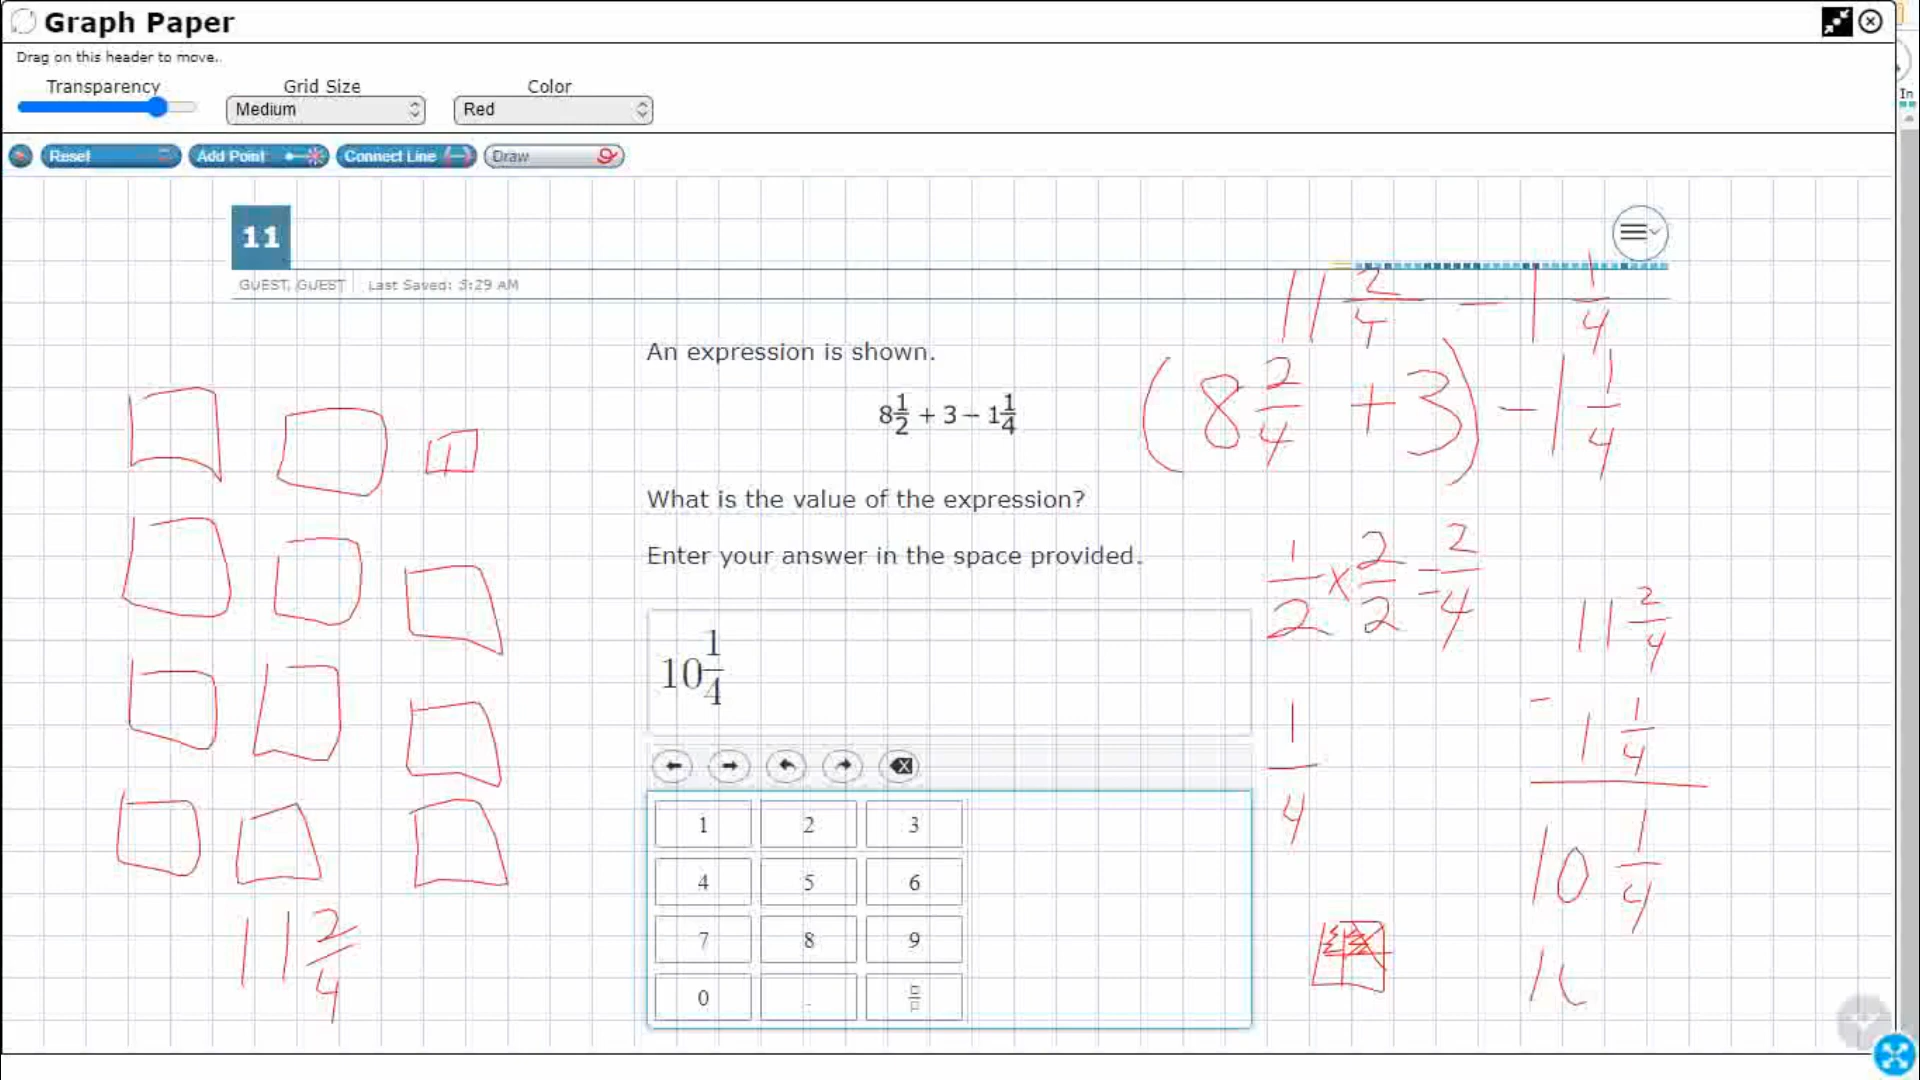 Graph Paper
Drag on this header to move..
Transparency Grid Size Color
Medium Red
Reset Add Point Connect Line Draw
In
11
GUEST, GUEST Last Saved: 3:29 AM
An expression is shown.
8 1/2 + 3 − 1 1/4
What is the value of the expression?
Enter your answer in the space provided.
10 1/4
1 2 3
4 5 6
7 8 9
0 .
11 2/4 − 1 1/4
(8 2/4 + 3) − 1 1/4
1/2 × 2/2 = 2/4
1/4
11 2/4
− 1 1/4
10 1/4
11 2/4